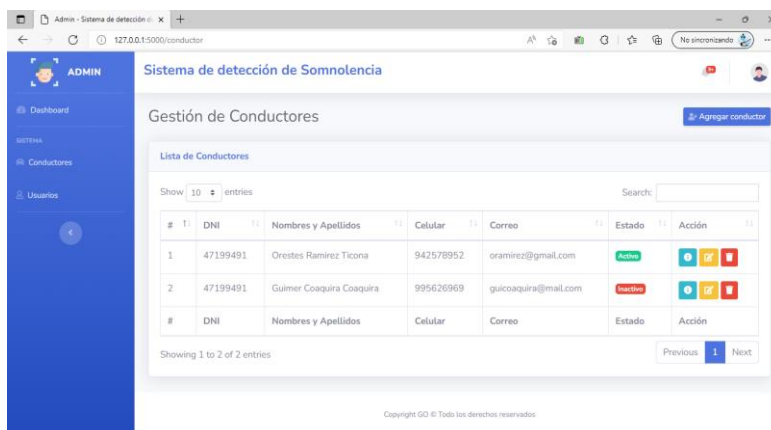 Admin - Sistema de detección d
127.0.0.1:5000/conductor
No sincronizando
ADMIN
Sistema de detección de Somnolencia
Dashboard
SISTEMA
Conductores
Usuarios
Gestión de Conductores
Agregar conductor
Lista de Conductores
Show 10 entries
Search:
# DNI Nombres y Apellidos Celular Correo Estado Acción
1 47199491 Orestes Ramirez Ticona 942578952 oramirez@gmail.com Activo
2 47199491 Guimer Coaquira Coaquira 995626969 guicoaquira@mail.com Inactivo
# DNI Nombres y Apellidos Celular Correo Estado Acción
Showing 1 to 2 of 2 entries
Previous 1 Next
Copyright GO © Todo los derechos reservados